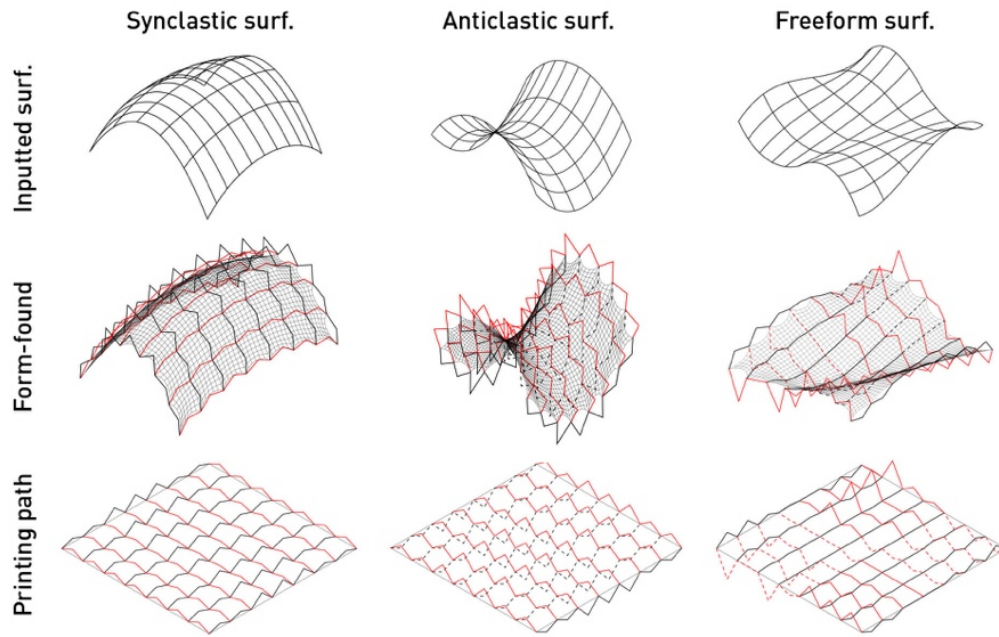 Synclastic surf.
Anticlastic surf.
Freeform surf.
Inputted surf.
Form-found
Printing path